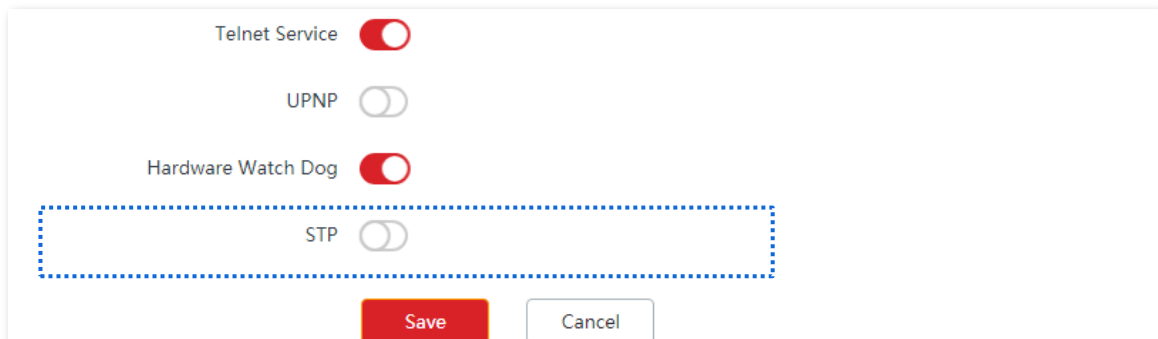 Telnet Service
UPNP
Hardware Watch Dog
STP
Save Cancel